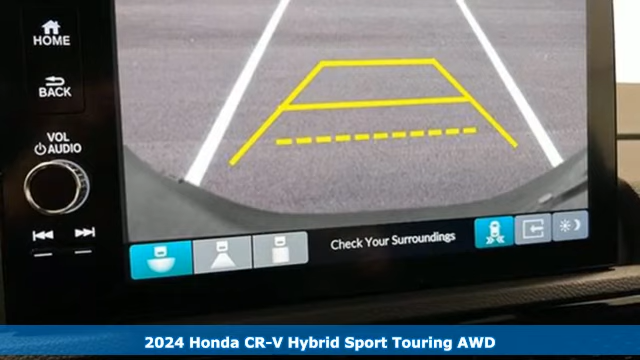 HOME
BACK
VOL
AUDIO
Check Your Surroundings
2024 Honda CR-V Hybrid Sport Touring AWD